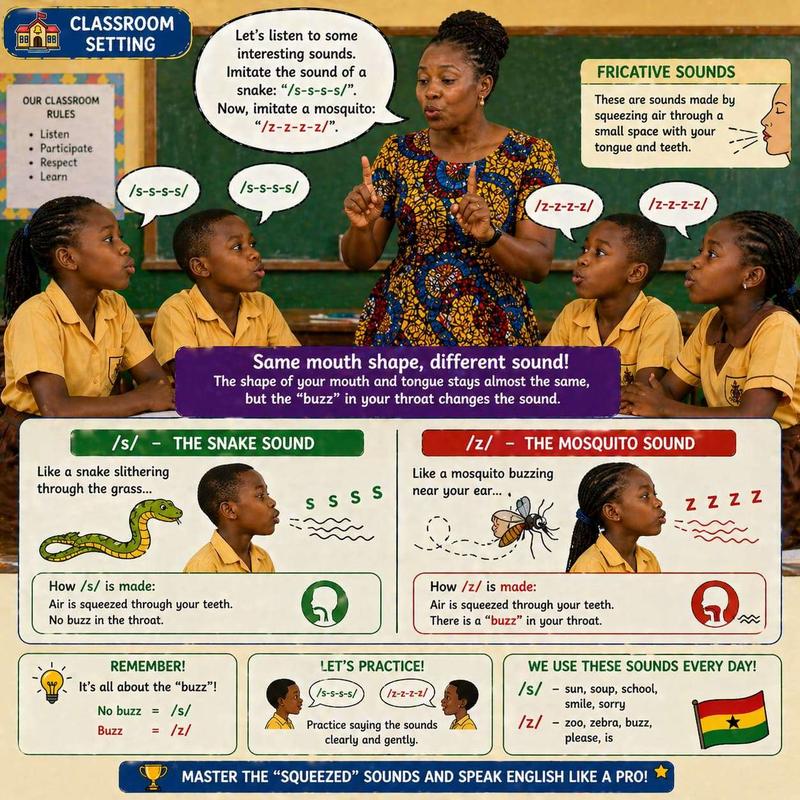 CLASSROOM
SETTING
Let's listen to some
interesting sounds.
Imitate the sound of a
snake: "/s-s-s-s/".
Now, imitate a mosquito:
"/z-z-z-z/".
FRICATIVE SOUNDS
These are sounds made by
squeezing air through a
small space with your
tongue and teeth.
OUR CLASSROOM
RULES
• Listen
• Participate
• Respect
• Learn
/s-s-s-s/
/s-s-s-s/
/z-z-z-z/
/z-z-z-z/
Same mouth shape, different sound!
The shape of your mouth and tongue stays almost the same,
but the "buzz" in your throat changes the sound.
/s/ – THE SNAKE SOUND
Like a snake slithering
through the grass...
S S S S
How /s/ is made:
Air is squeezed through your teeth.
No buzz in the throat.
/z/ – THE MOSQUITO SOUND
Like a mosquito buzzing
near your ear...
Z Z Z Z
How /z/ is made:
Air is squeezed through your teeth.
There is a "buzz" in your throat.
REMEMBER!
It's all about the "buzz"!
No buzz = /s/
Buzz = /z/
LET'S PRACTICE!
/s-s-s-s/
/z-z-z-z/
Practice saying the sounds
clearly and gently.
WE USE THESE SOUNDS EVERY DAY!
/s/ – sun, soup, school,
smile, sorry
/z/ – zoo, zebra, buzz,
please, is
MASTER THE "SQUEEZED" SOUNDS AND SPEAK ENGLISH LIKE A PRO!